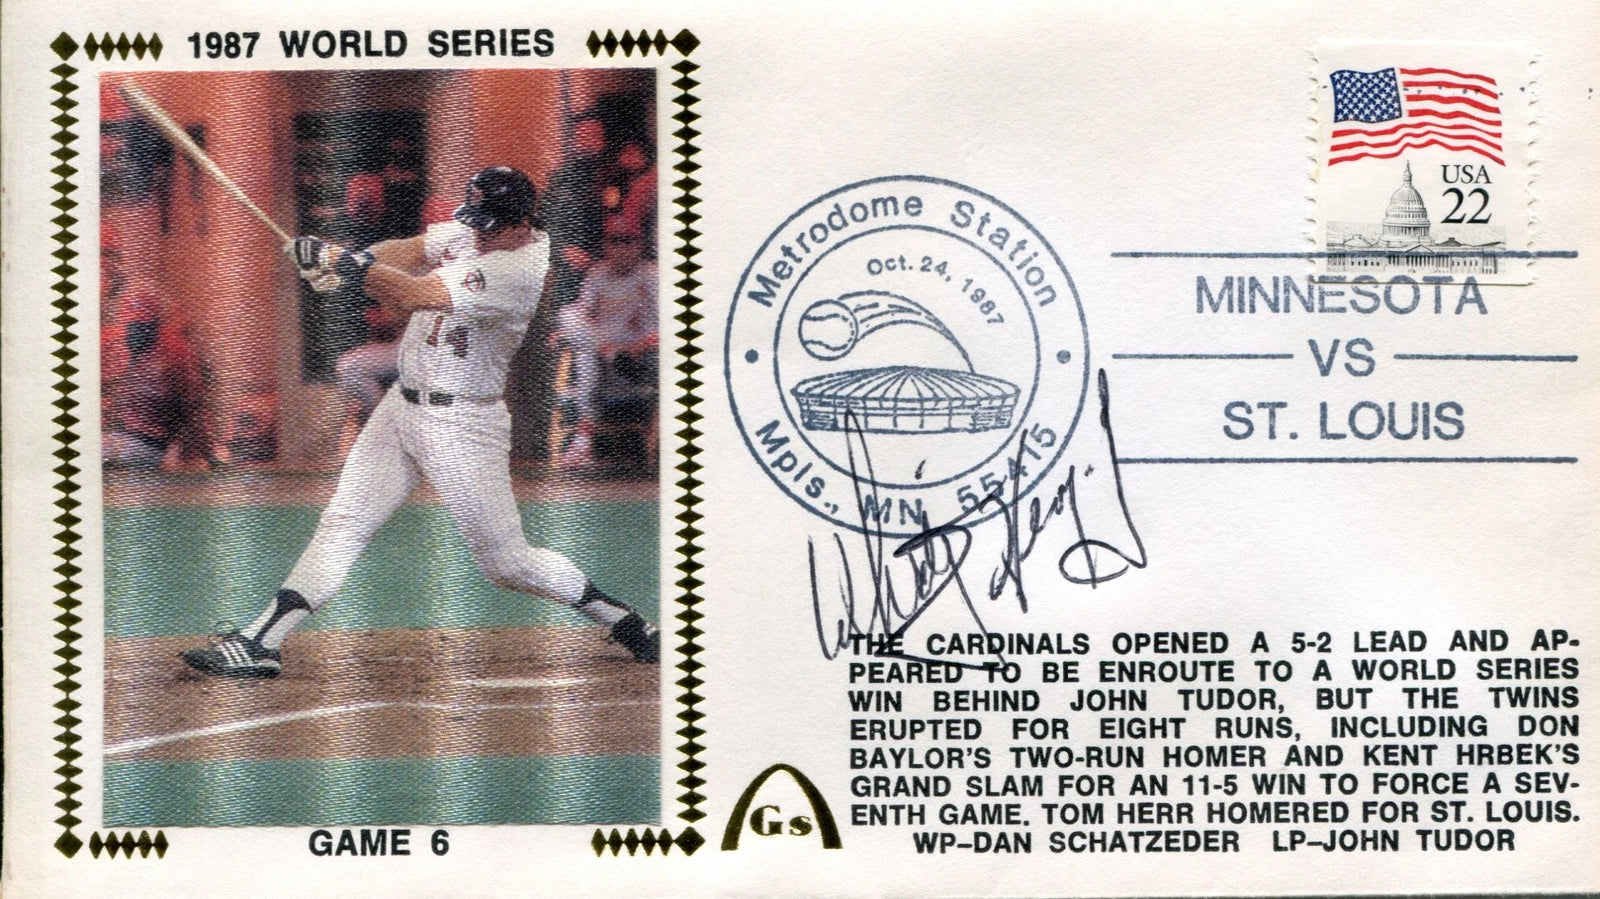 1987 WORLD SERIES
14
GAME 6
USA
22
Metrodome Station
Oct. 24, 1987
Mpls., MN 55415
MINNESOTA
VS
ST. LOUIS
THE CARDINALS OPENED A 5-2 LEAD AND AP-
PEARED TO BE ENROUTE TO A WORLD SERIES
WIN BEHIND JOHN TUDOR, BUT THE TWINS
ERUPTED FOR EIGHT RUNS, INCLUDING DON
BAYLOR'S TWO-RUN HOMER AND KENT HRBEK'S
GRAND SLAM FOR AN 11-5 WIN TO FORCE A SEV-
ENTH GAME. TOM HERR HOMERED FOR ST. LOUIS.
WP–DAN SCHATZEDER LP–JOHN TUDOR
Gs